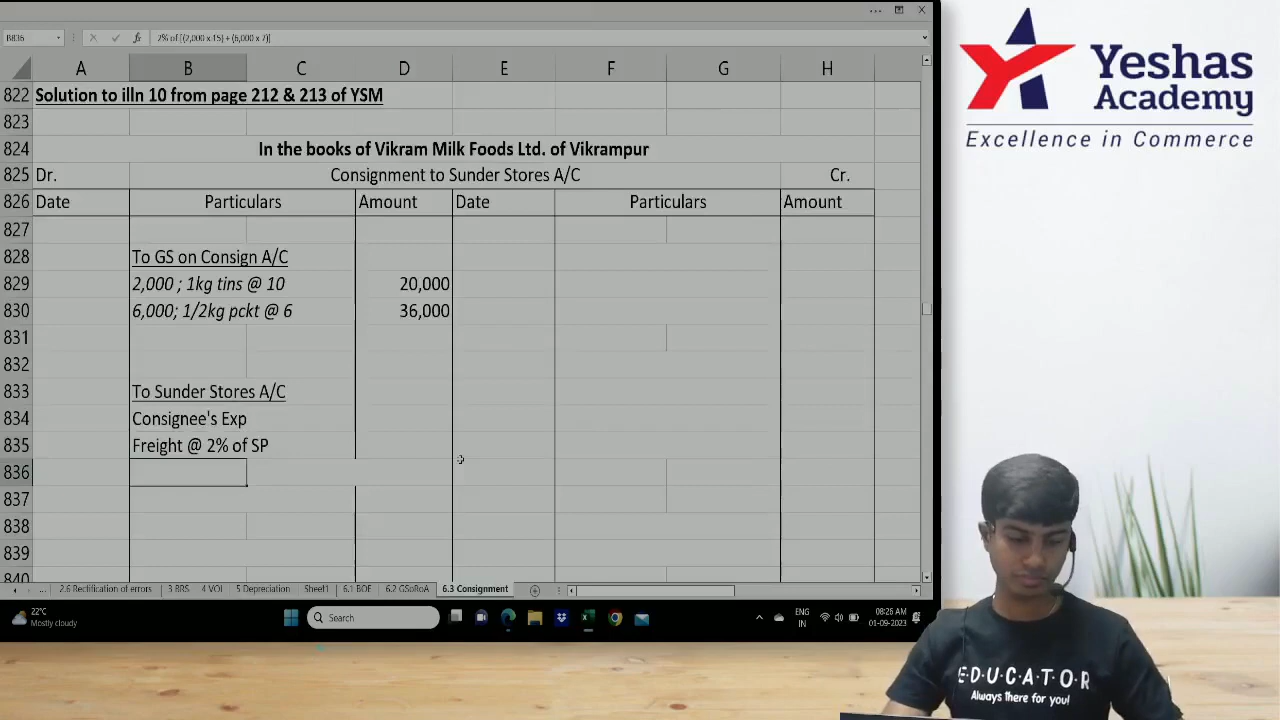 B836
fx
2% of [(2,000 x 15) + (6,000 x 7)]
A B C D E F G H
822 Solution to illn 10 from page 212 & 213 of YSM
823
824 In the books of Vikram Milk Foods Ltd. of Vikrampur
825 Dr. Consignment to Sunder Stores A/C Cr.
826 Date Particulars Amount Date Particulars Amount
827
828 To GS on Consign A/C
829 2,000 ; 1kg tins @ 10 20,000
830 6,000; 1/2kg pckt @ 6 36,000
831
832
833 To Sunder Stores A/C
834 Consignee's Exp
835 Freight @ 2% of SP
836
837
838
839
840
... 2.6 Rectification of errors 3 BRS 4 VOI 5 Depreciation Sheet1 6.1 BOE 6.2 GSoRoA 6.3 Consignment
22°C
Mostly cloudy
Search
ENG
IN
08:26 AM
01-09-2023
Yeshas
Academy
Excellence in Commerce
E·D·U·C·A·T·O·R
Always There for you!